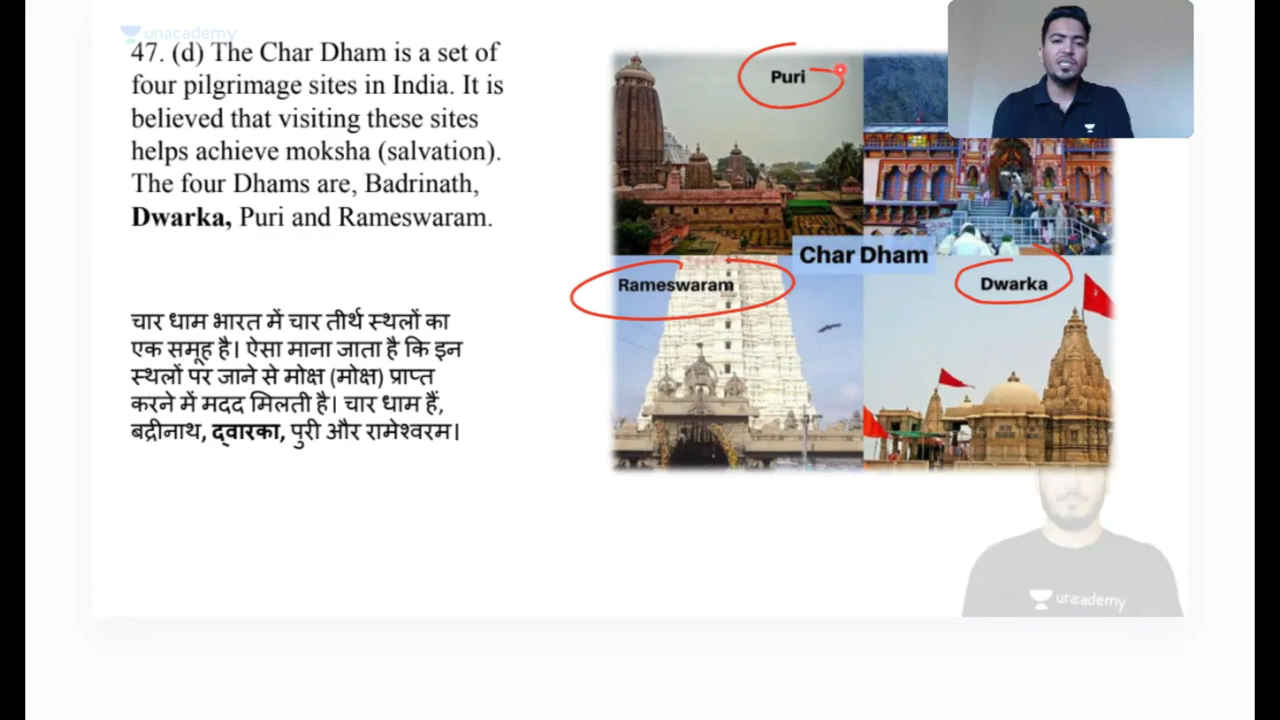 unacademy
47. (d) The Char Dham is a set of
four pilgrimage sites in India. It is
believed that visiting these sites
helps achieve moksha (salvation).
The four Dhams are, Badrinath,
Dwarka, Puri and Rameswaram.
चार धाम भारत में चार तीर्थ स्थलों का
एक समूह है। ऐसा माना जाता है कि इन
स्थलों पर जाने से मोक्ष (मोक्ष) प्राप्त
करने में मदद मिलती है। चार धाम हैं,
बद्रीनाथ, द्वारका, पुरी और रामेश्वरम।
Puri
Char Dham
Rameswaram
Dwarka
unacademy